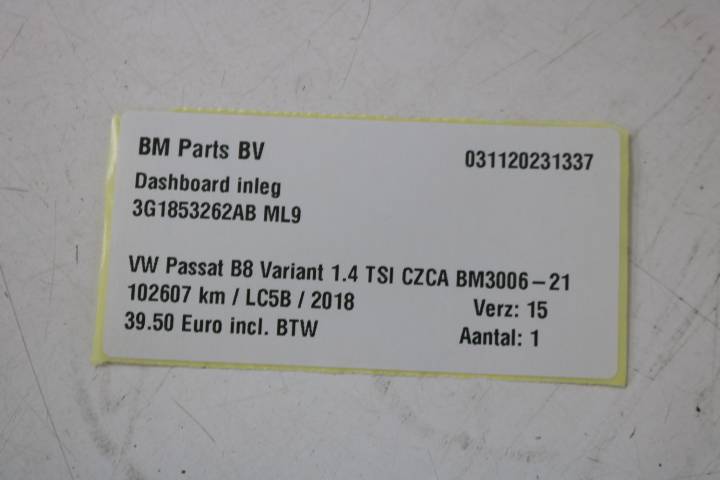 BM Parts BV 031120231337
Dashboard inleg
3G1853262AB ML9
VW Passat B8 Variant 1.4 TSI CZCA BM3006-21
102607 km / LC5B / 2018 Verz: 15
39.50 Euro incl. BTW Aantal: 1